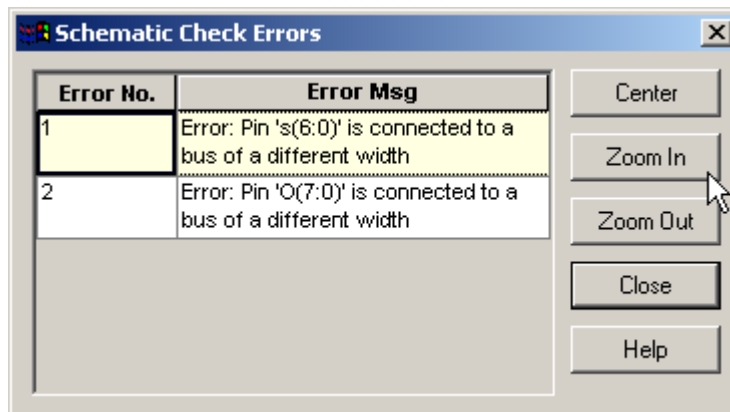 Schematic Check Errors
Error No. Error Msg
1 Error: Pin 's(6:0)' is connected to a
bus of a different width
2 Error: Pin 'O(7:0)' is connected to a
bus of a different width
Center
Zoom In
Zoom Out
Close
Help